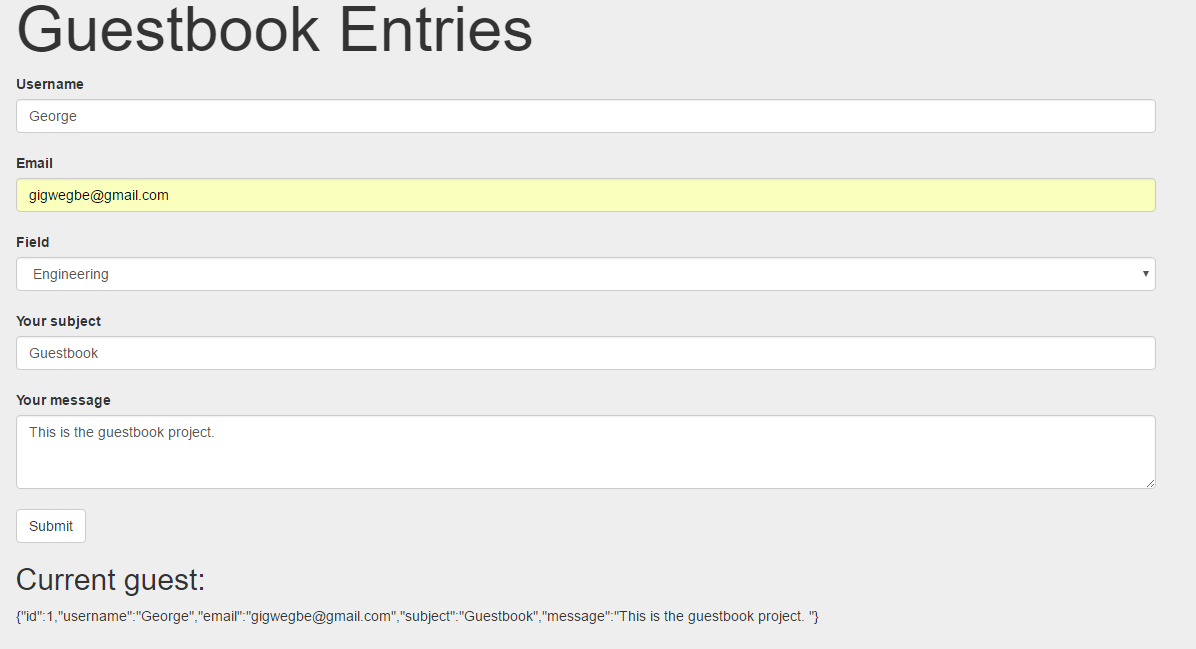 Guestbook Entries
Username
George
Email
gigwegbe@gmail.com
Field
Engineering
Your subject
Guestbook
Your message
This is the guestbook project.
Submit
Current guest:
{"id":1,"username":"George","email":"gigwegbe@gmail.com","subject":"Guestbook","message":"This is the guestbook project. "}